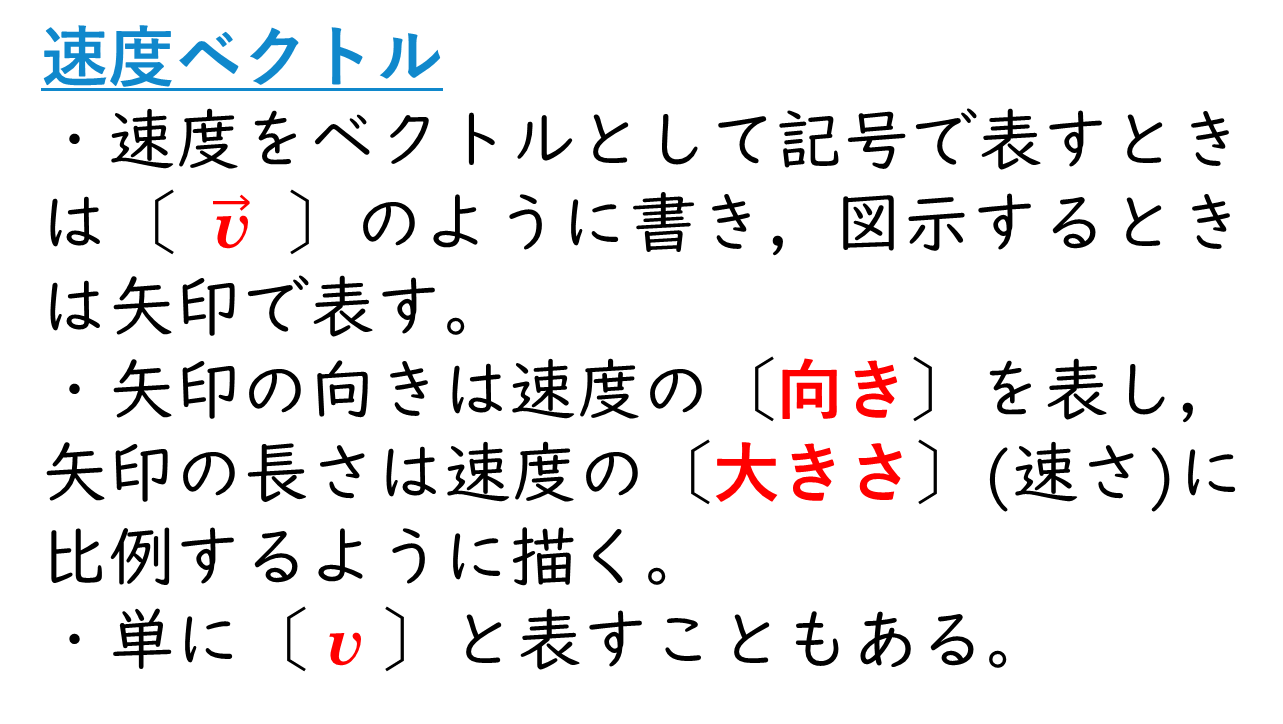 速度ベクトル
・速度をベクトルとして記号で表すとき
は〔 v⃗ 〕のように書き，図示するとき
は矢印で表す。
・矢印の向きは速度の〔向き〕を表し，
矢印の長さは速度の〔大きさ〕(速さ)に
比例するように描く。
・単に〔 v 〕と表すこともある。